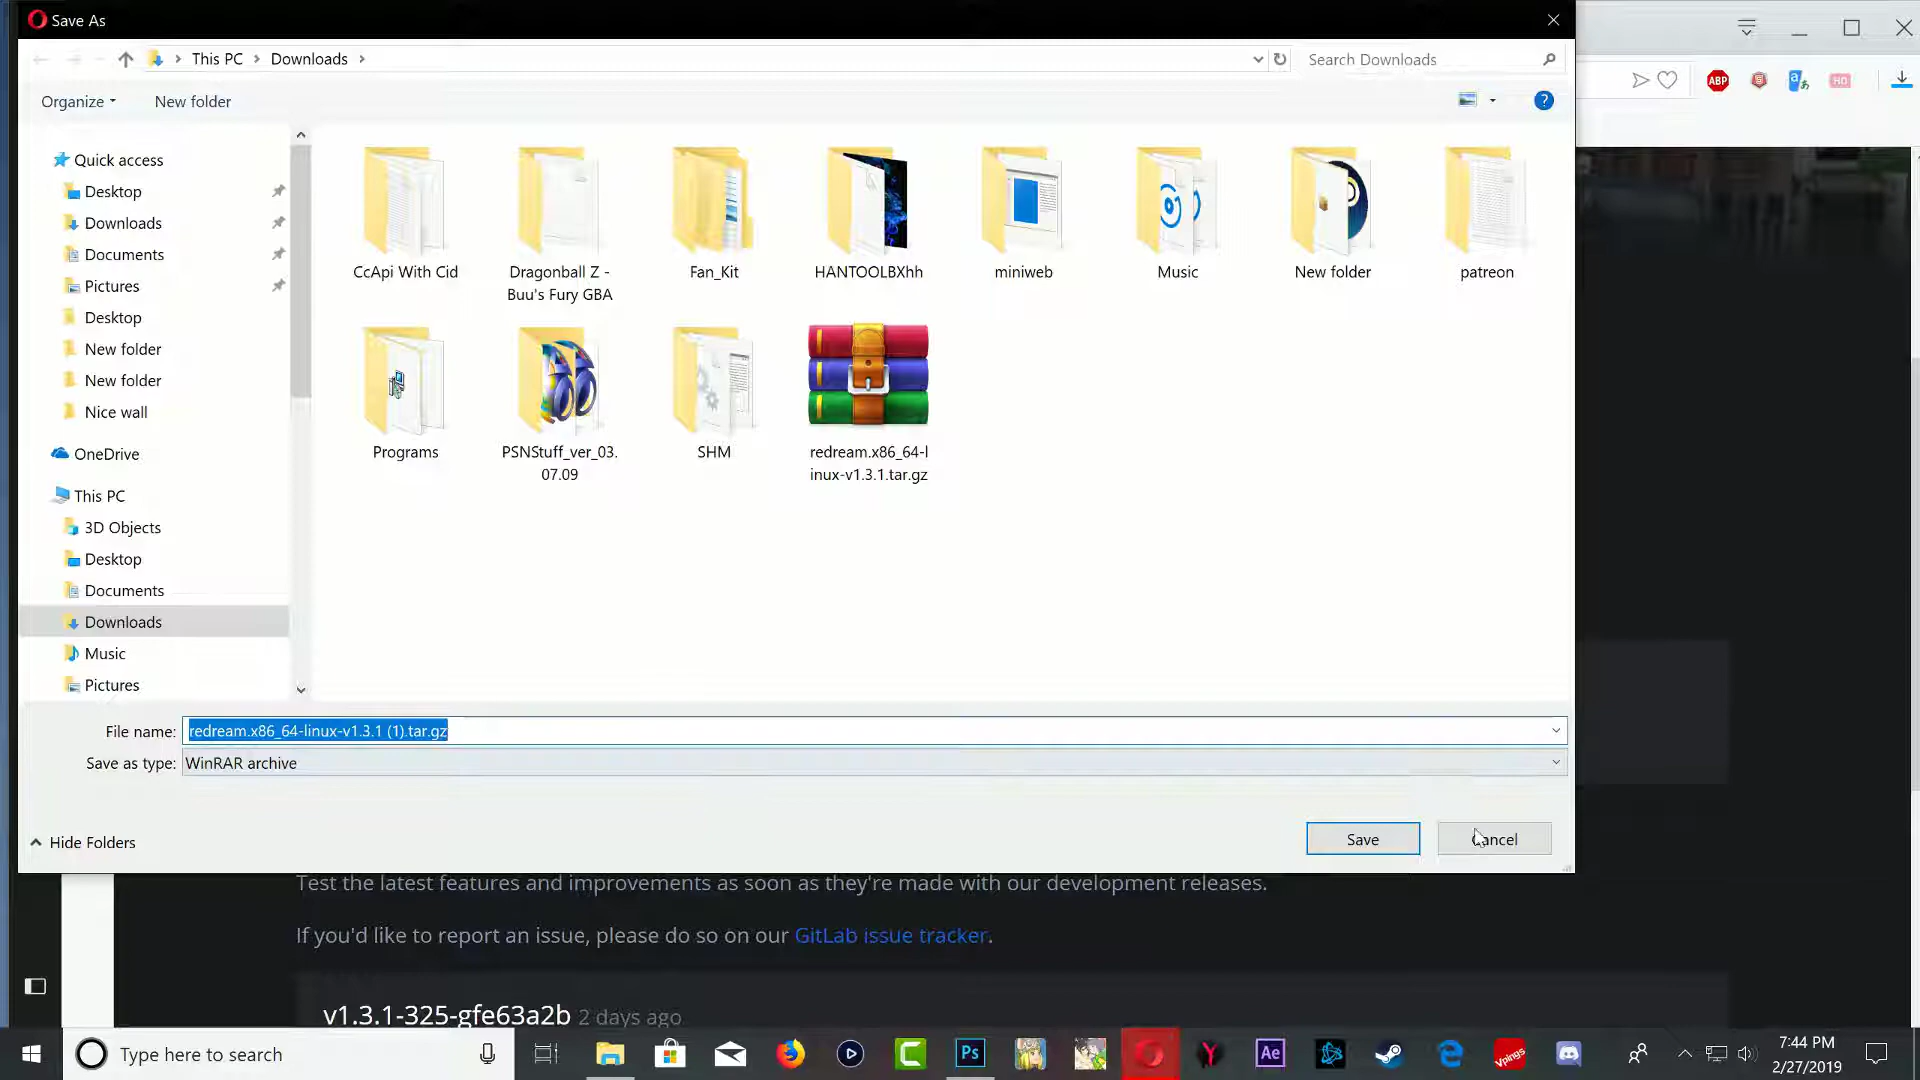 Save As
This PC
Downloads
Search Downloads
ABP
HD
Organize
New folder
?
Quick access
Desktop
Downloads
Documents
Pictures
Desktop
New folder
New folder
Nice wall
OneDrive
This PC
3D Objects
Desktop
Documents
Downloads
Music
Pictures
CcApi With Cid
Dragonball Z -
Buu's Fury GBA
Fan_Kit
HANTOOLBXhh
miniweb
Music
New folder
patreon
Programs
PSNStuff_ver_03.
07.09
SHM
redream.x86_64-l
inux-v1.3.1.tar.gz
File name: redream.x86_64-linux-v1.3.1 (1).tar.gz
Save as type: WinRAR archive
Hide Folders
Save
Cancel
Test the latest features and improvements as soon as they're made with our development releases.
If you'd like to report an issue, please do so on our GitLab issue tracker.
v1.3.1-325-gfe63a2b 2 days ago
Type here to search
Ps
Ae
Vpings
7:44 PM
2/27/2019